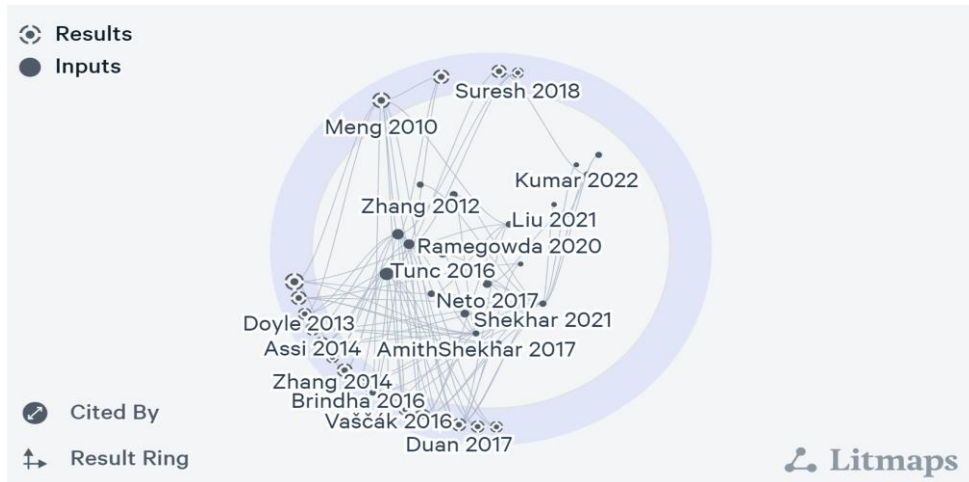 Results
Inputs
Suresh 2018
Meng 2010
Kumar 2022
Zhang 2012
Liu 2021
Ramegowda 2020
Tunc 2016
Neto 2017
Shekhar 2021
Doyle 2013
Assi 2014
AmithShekhar 2017
Zhang 2014
Brindha 2016
Vaščák 2016
Duan 2017
Cited By
Result Ring
Litmaps